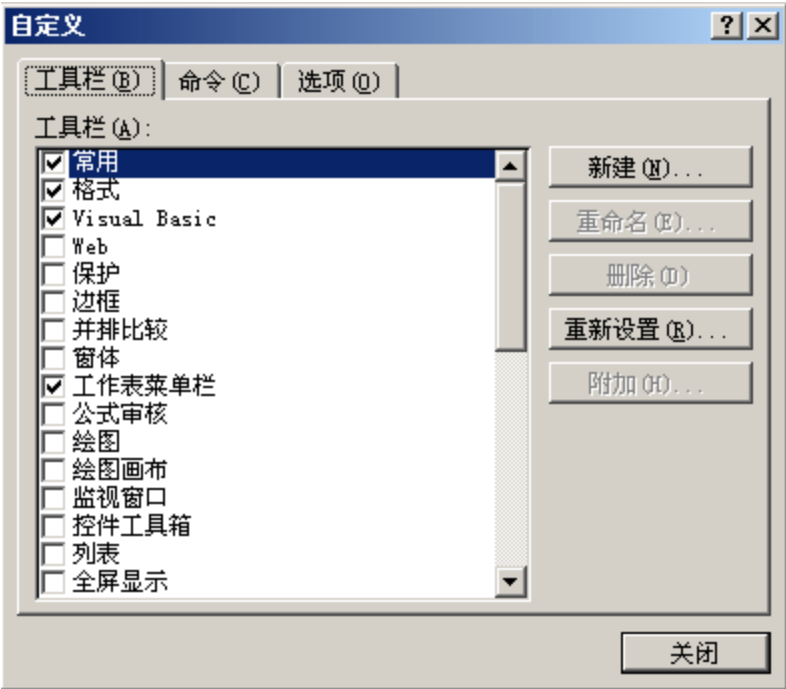 自定义
工具栏(B) 命令(C) 选项(O)
工具栏(A):
常用
格式
Visual Basic
Web
保护
边框
并排比较
窗体
工作表菜单栏
公式审核
绘图
绘图画布
监视窗口
控件工具箱
列表
全屏显示
新建(N)...
重命名(E)...
删除(D)
重新设置(R)...
附加(H)...
关闭